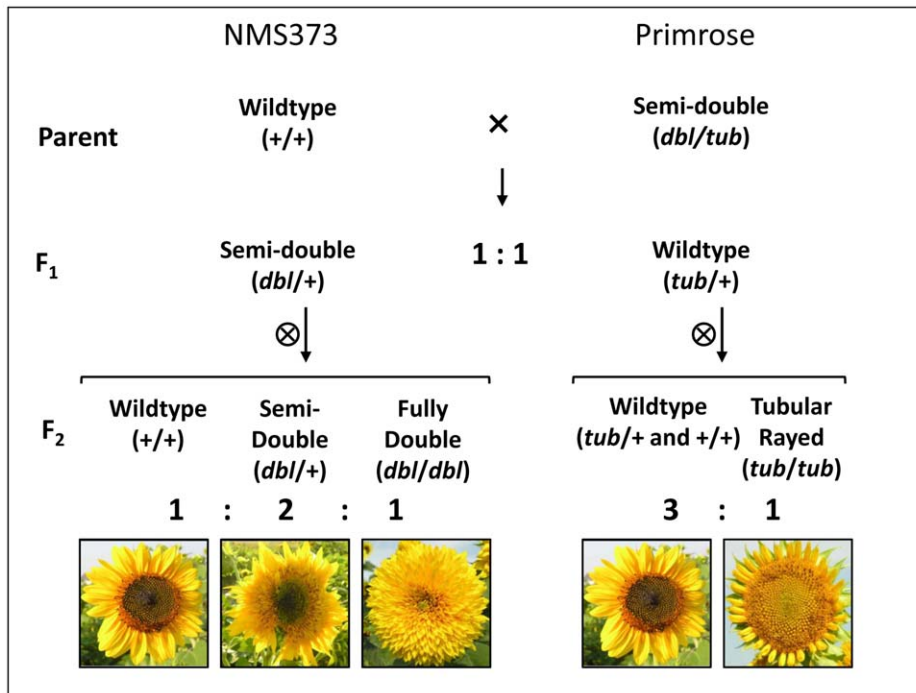 NMS373 Primrose
Parent Wildtype × Semi-double
(+/+) (dbl/tub)
F1 Semi-double 1 : 1 Wildtype
(dbl/+) (tub/+)
⊗ ⊗
F2 Wildtype Semi- Fully Wildtype Tubular
(+/+) Double Double (tub/+ and +/+) Rayed
(dbl/+) (dbl/dbl) (tub/tub)
1 : 2 : 1 3 : 1